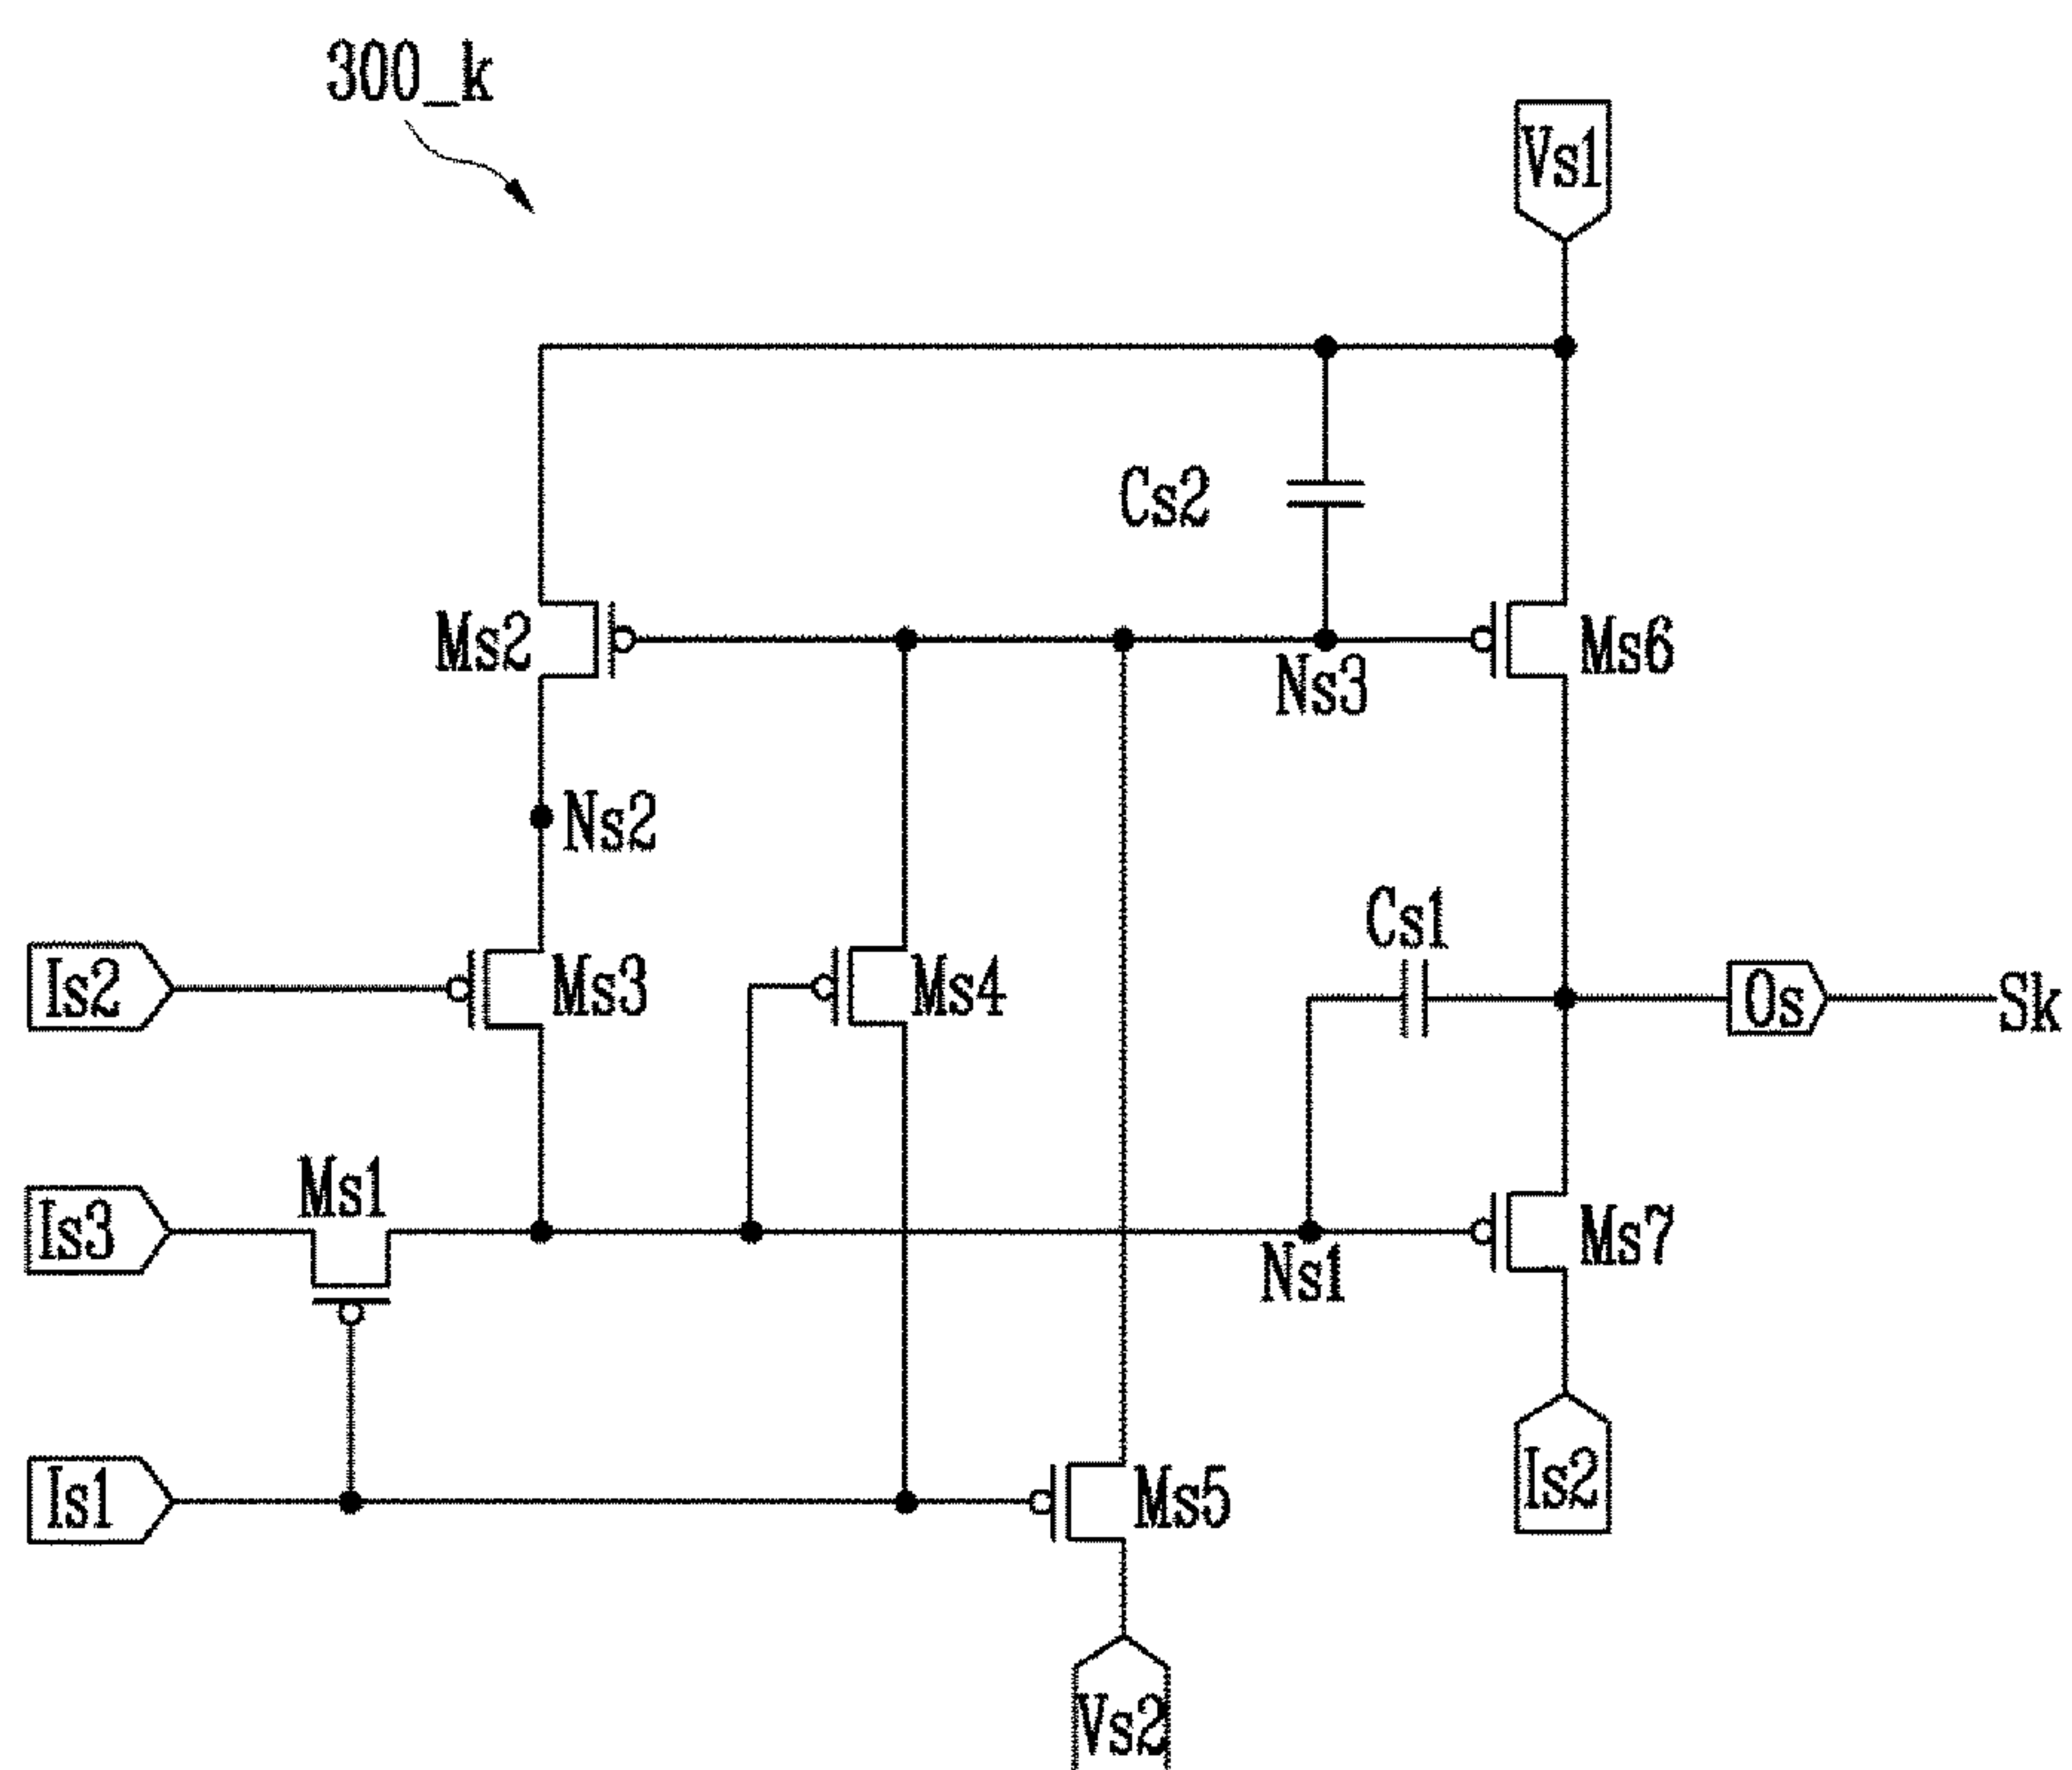 300_k
Vs1
Cs2
Ms2
Ms6
Ns3
Ns2
Cs1
Is2
Ms3
Ms4
Os
Sk
Ms1
Is3
Ms7
Ns1
Is1
Ms5
Is2
Vs2